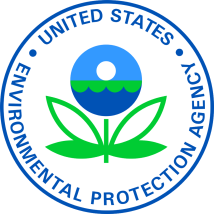 UNITED STATES
• ENVIRONMENTAL PROTECTION AGENCY •